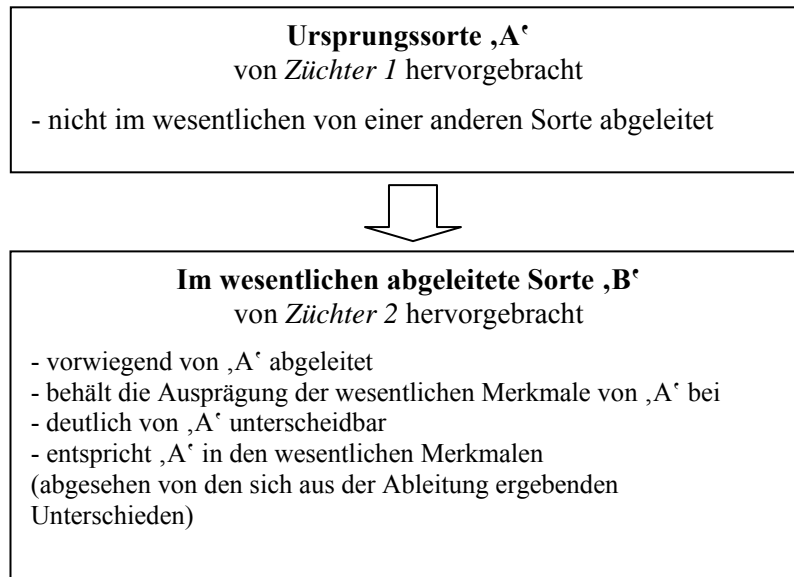 Ursprungssorte ‚A‛
von Züchter 1 hervorgebracht
- nicht im wesentlichen von einer anderen Sorte abgeleitet
Im wesentlichen abgeleitete Sorte ‚B‛
von Züchter 2 hervorgebracht
- vorwiegend von ‚A‛ abgeleitet
- behält die Ausprägung der wesentlichen Merkmale von ‚A‛ bei
- deutlich von ‚A‛ unterscheidbar
- entspricht ‚A‛ in den wesentlichen Merkmalen
(abgesehen von den sich aus der Ableitung ergebenden
Unterschieden)